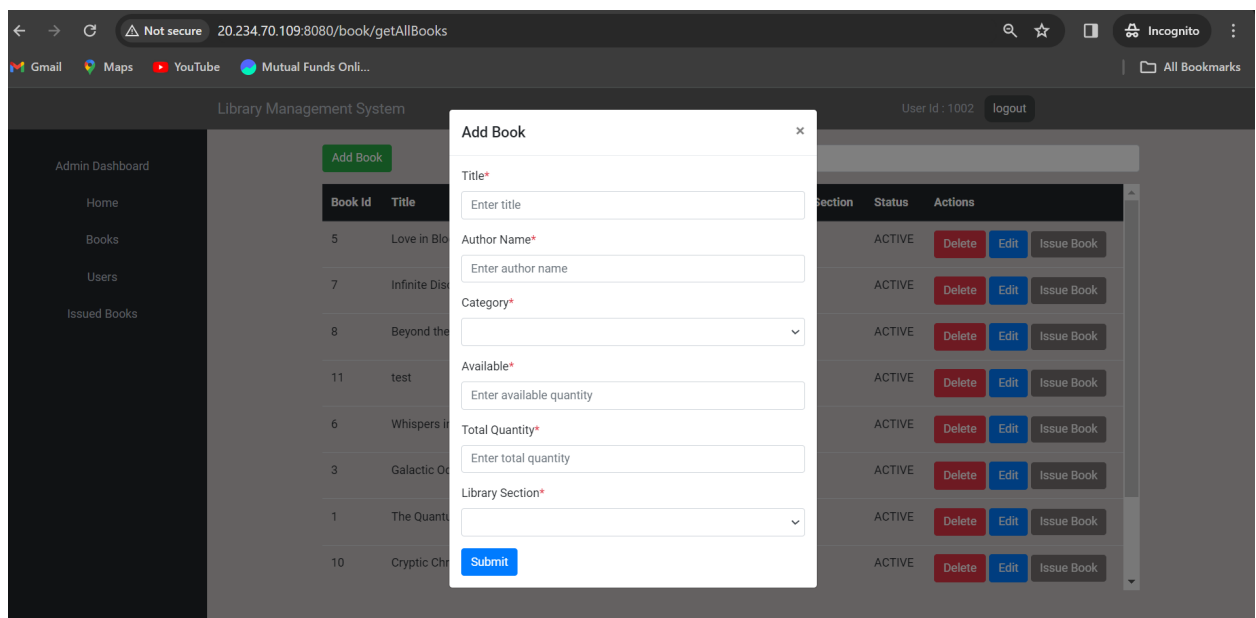 Not secure 20.234.70.109:8080/book/getAllBooks Incognito
Gmail Maps YouTube Mutual Funds Onli... All Bookmarks
Library Management System User Id : 1002 logout
Admin Dashboard
Home
Books
Users
Issued Books
Add Book
Book Id Title Section Status Actions
5 Love in Blo ACTIVE Delete Edit Issue Book
7 Infinite Disc ACTIVE Delete Edit Issue Book
8 Beyond the ACTIVE Delete Edit Issue Book
11 test ACTIVE Delete Edit Issue Book
6 Whispers in ACTIVE Delete Edit Issue Book
3 Galactic Od ACTIVE Delete Edit Issue Book
1 The Quantu ACTIVE Delete Edit Issue Book
10 Cryptic Chr ACTIVE Delete Edit Issue Book
Add Book ×
Title*
Enter title
Author Name*
Enter author name
Category*
Available*
Enter available quantity
Total Quantity*
Enter total quantity
Library Section*
Submit